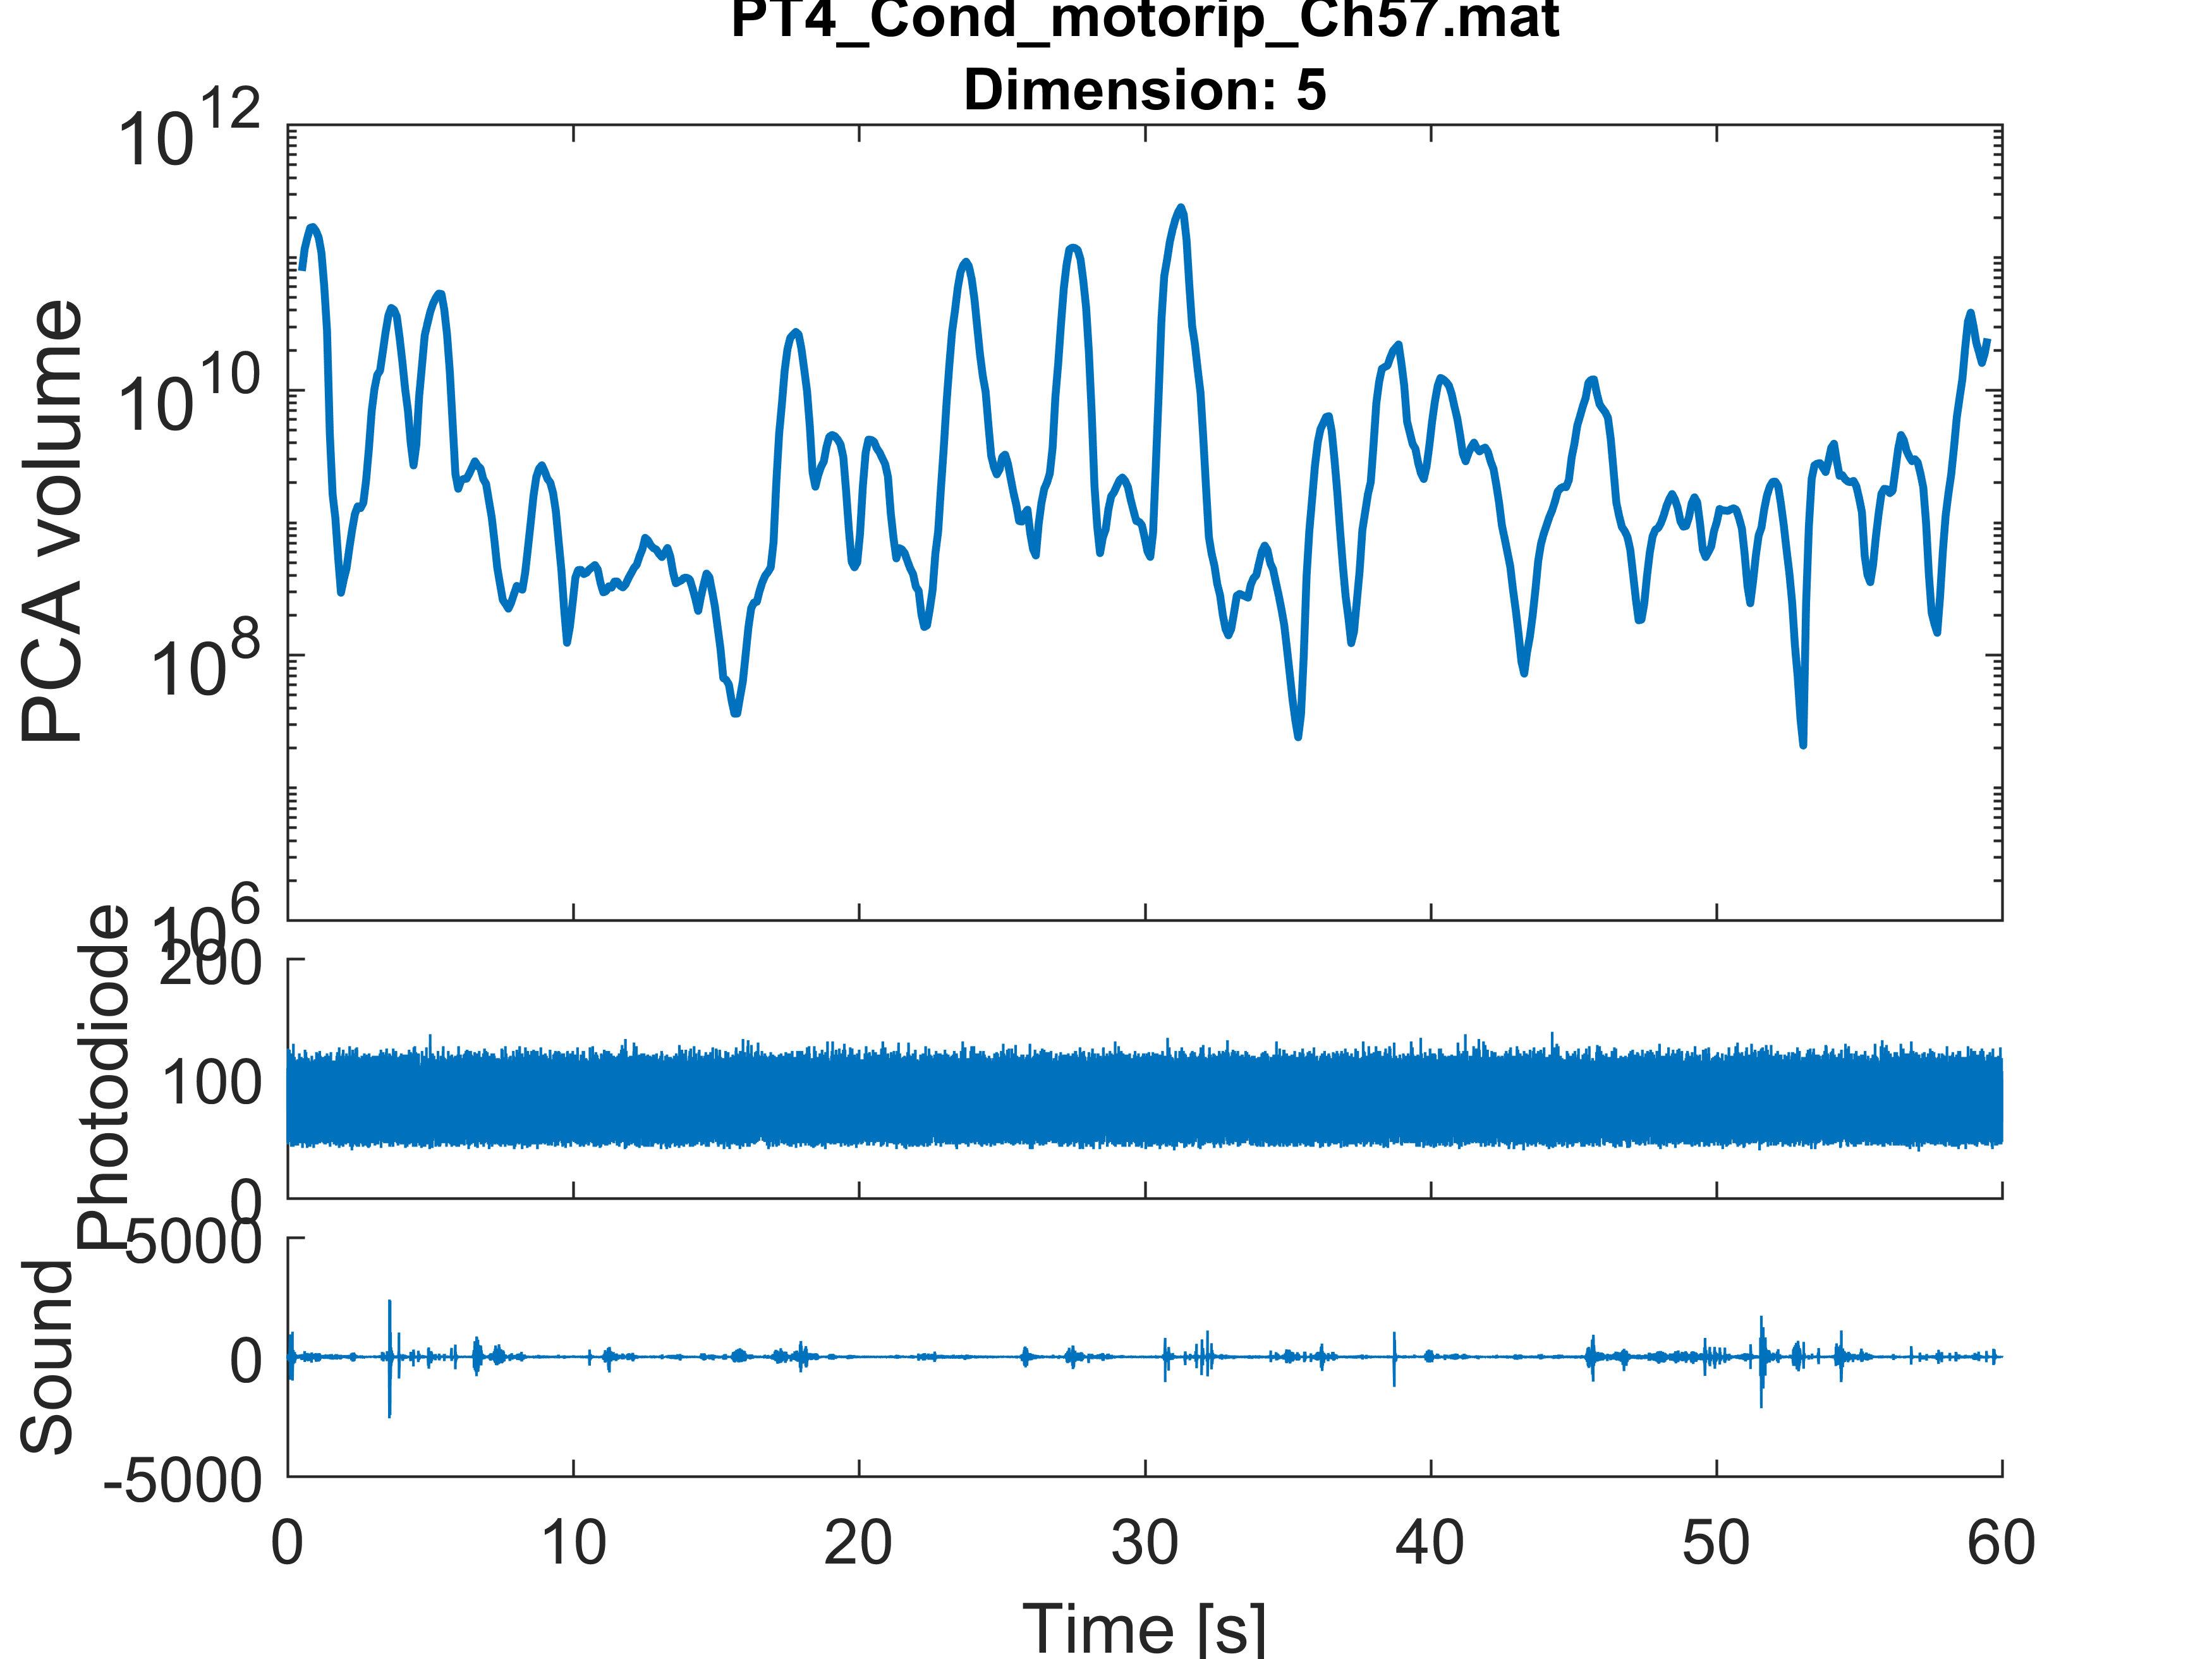 PT4_Cond_motorip_Ch57.mat
Dimension: 5
PCA volume
10^12
10^10
10^8
10^6
Photodiode
200
100
0
Sound
5000
0
-5000
0 10 20 30 40 50 60
Time [s]